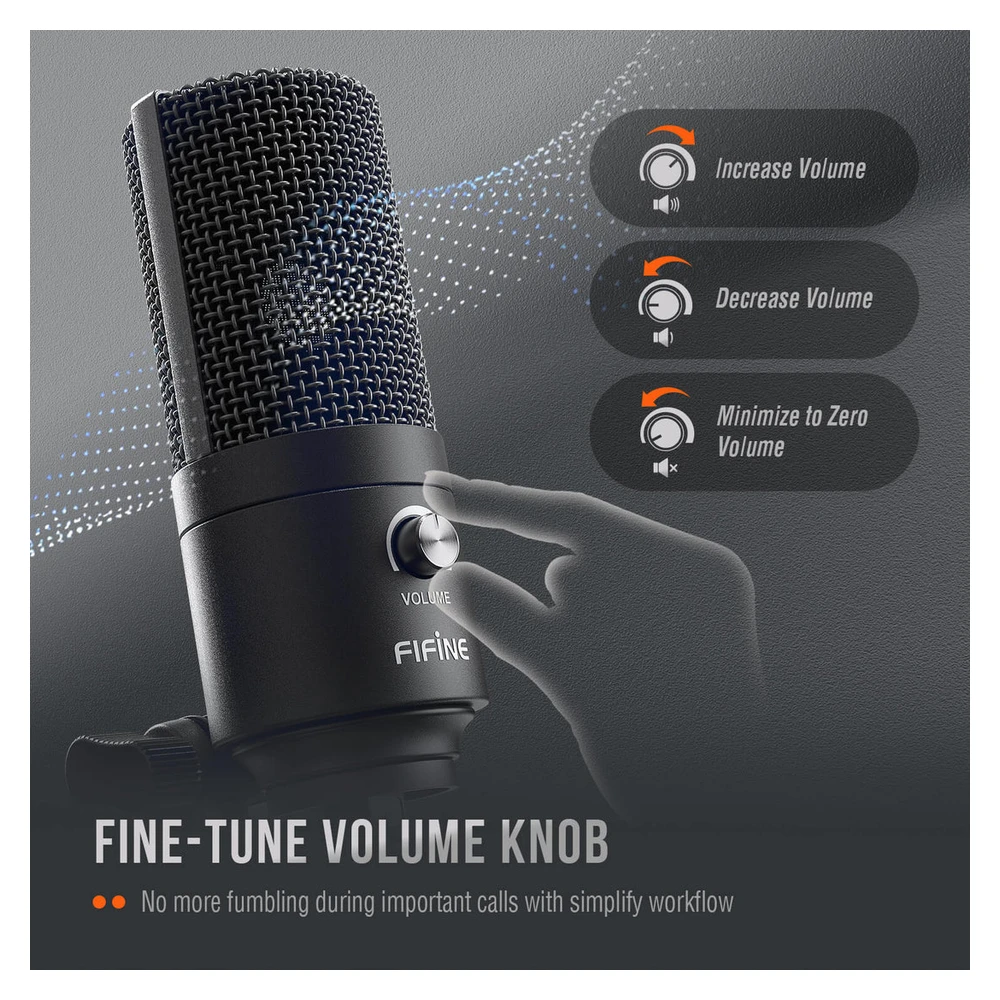 Increase Volume
Decrease Volume
Minimize to Zero
Volume
VOLUME
FIFINE
FINE-TUNE VOLUME KNOB
No more fumbling during important calls with simplify workflow